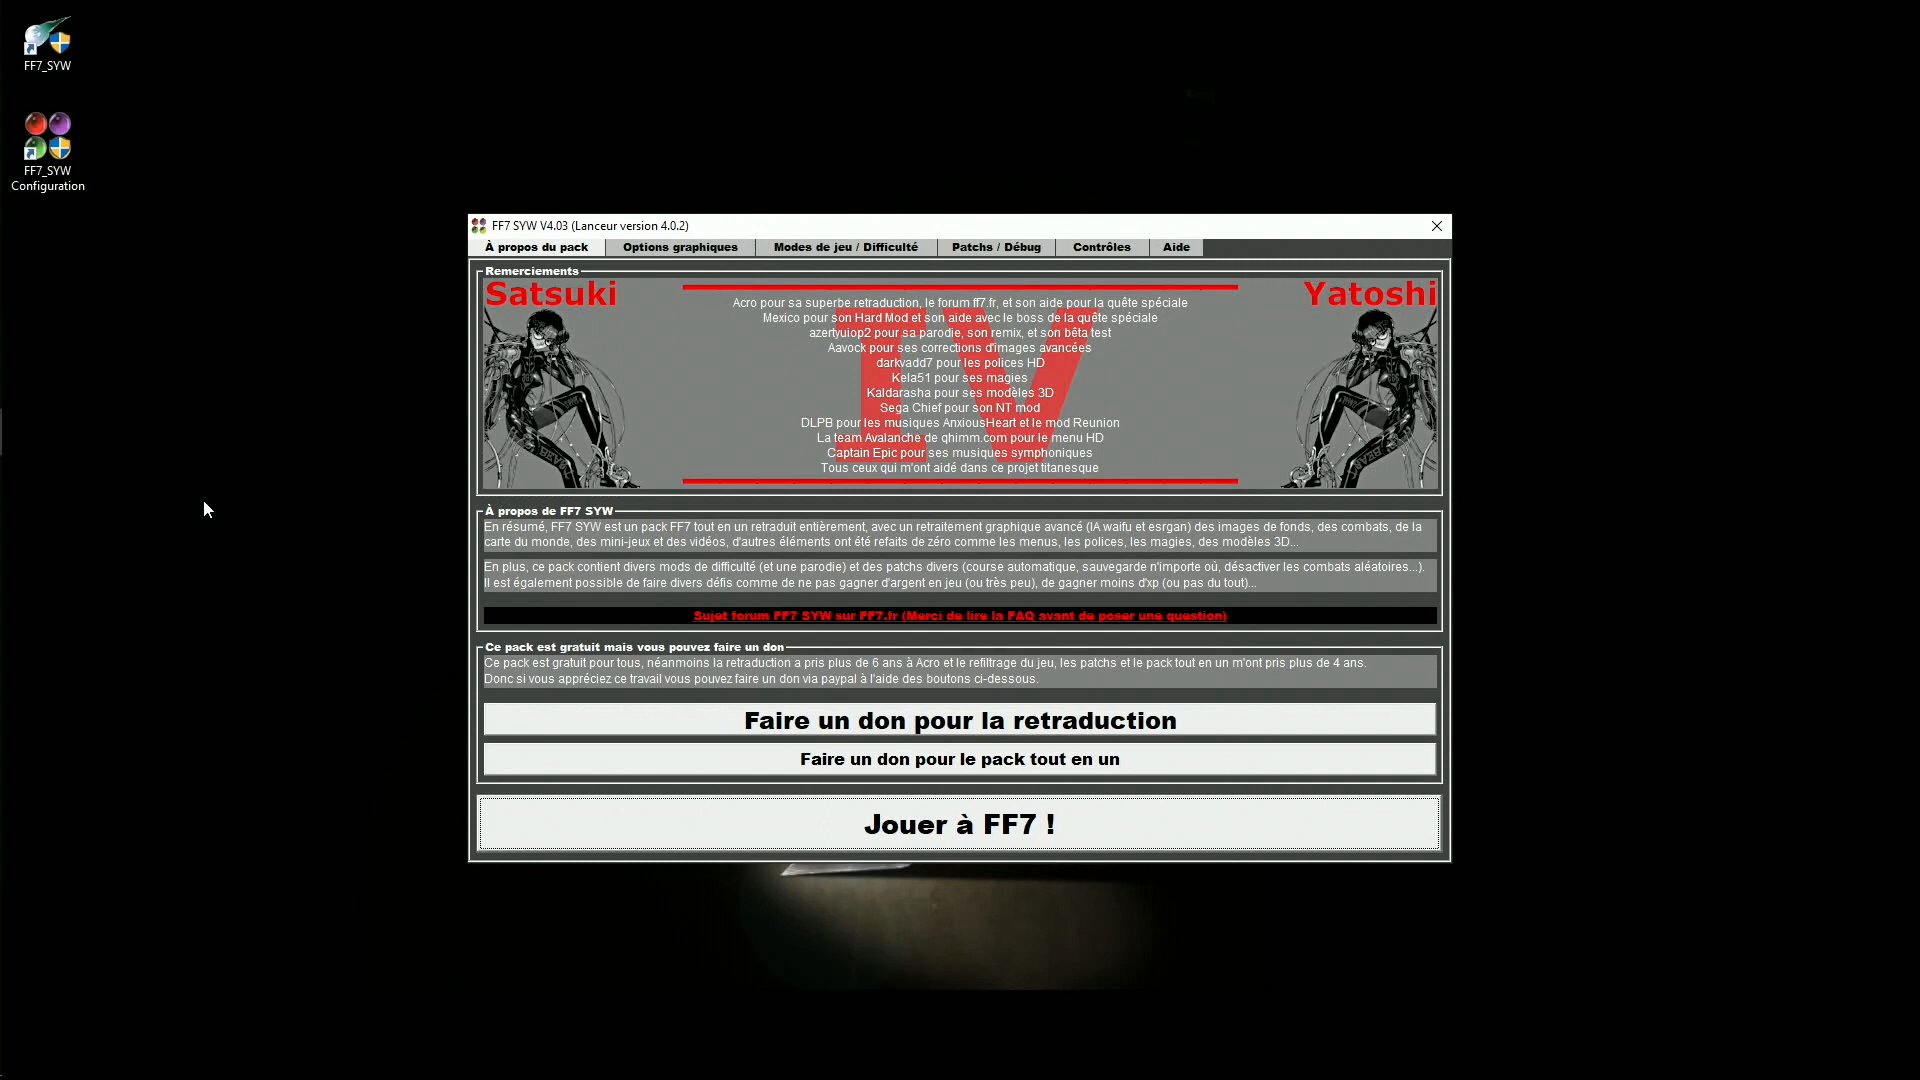 FF7_SYW
FF7_SYW
Configuration
FF7 SYW V4.03 (Lanceur version 4.0.2)
À propos du pack
Options graphiques
Modes de jeu / Difficulté
Patchs / Débug
Contrôles
Aide
Remerciements
Satsuki
Yatoshi
IV
Acro pour sa superbe retraduction, le forum ff7.fr, et son aide pour la quête spéciale
Mexico pour son Hard Mod et son aide avec le boss de la quête spéciale
azertyuiop2 pour sa parodie, son remix, et son bêta test
Aavock pour ses corrections d'images avancées
darkvadd7 pour les polices HD
Kela51 pour ses magies
Kaldarasha pour ses modèles 3D
Sega Chief pour son NT mod
DLPB pour les musiques AnxiousHeart et le mod Reunion
La team Avalanche de qhimm.com pour le menu HD
Captain Epic pour ses musiques symphoniques
Tous ceux qui m'ont aidé dans ce projet titanesque
À propos de FF7 SYW
En résumé, FF7 SYW est un pack FF7 tout en un retraduit entièrement, avec un retraitement graphique avancé (IA waifu et esrgan) des images de fonds, des combats, de la
carte du monde, des mini-jeux et des vidéos, d'autres éléments ont été refaits de zéro comme les menus, les polices, les magies, des modèles 3D...
En plus, ce pack contient divers mods de difficulté (et une parodie) et des patchs divers (course automatique, sauvegarde n'importe où, désactiver les combats aléatoires...).
Il est également possible de faire divers défis comme de ne pas gagner d'argent en jeu (ou très peu), de gagner moins d'xp (ou pas du tout)...
Sujet forum FF7 SYW sur FF7.fr (Merci de lire la FAQ avant de poser une question)
Ce pack est gratuit mais vous pouvez faire un don
Ce pack est gratuit pour tous, néanmoins la retraduction a pris plus de 6 ans à Acro et le refiltrage du jeu, les patchs et le pack tout en un m'ont pris plus de 4 ans.
Donc si vous appréciez ce travail vous pouvez faire un don via paypal à l'aide des boutons ci-dessous.
Faire un don pour la retraduction
Faire un don pour le pack tout en un
Jouer à FF7 !